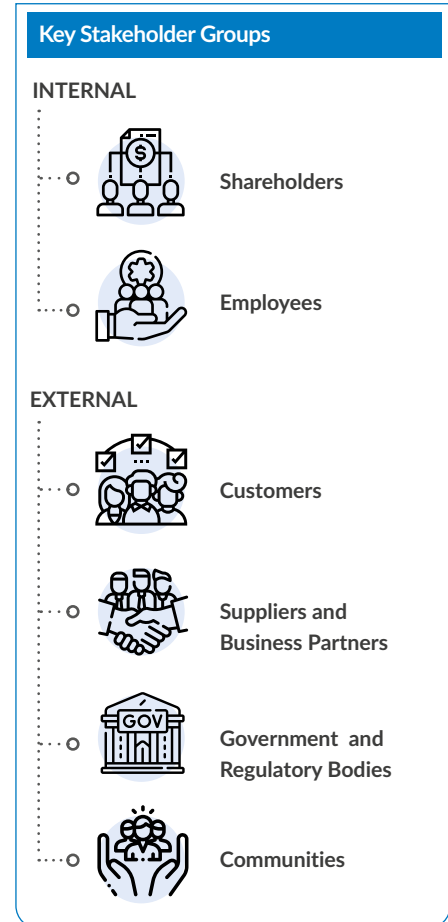 Key Stakeholder Groups
INTERNAL
$
Shareholders
Employees
EXTERNAL
Customers
Suppliers and
Business Partners
GOV
Government and
Regulatory Bodies
Communities